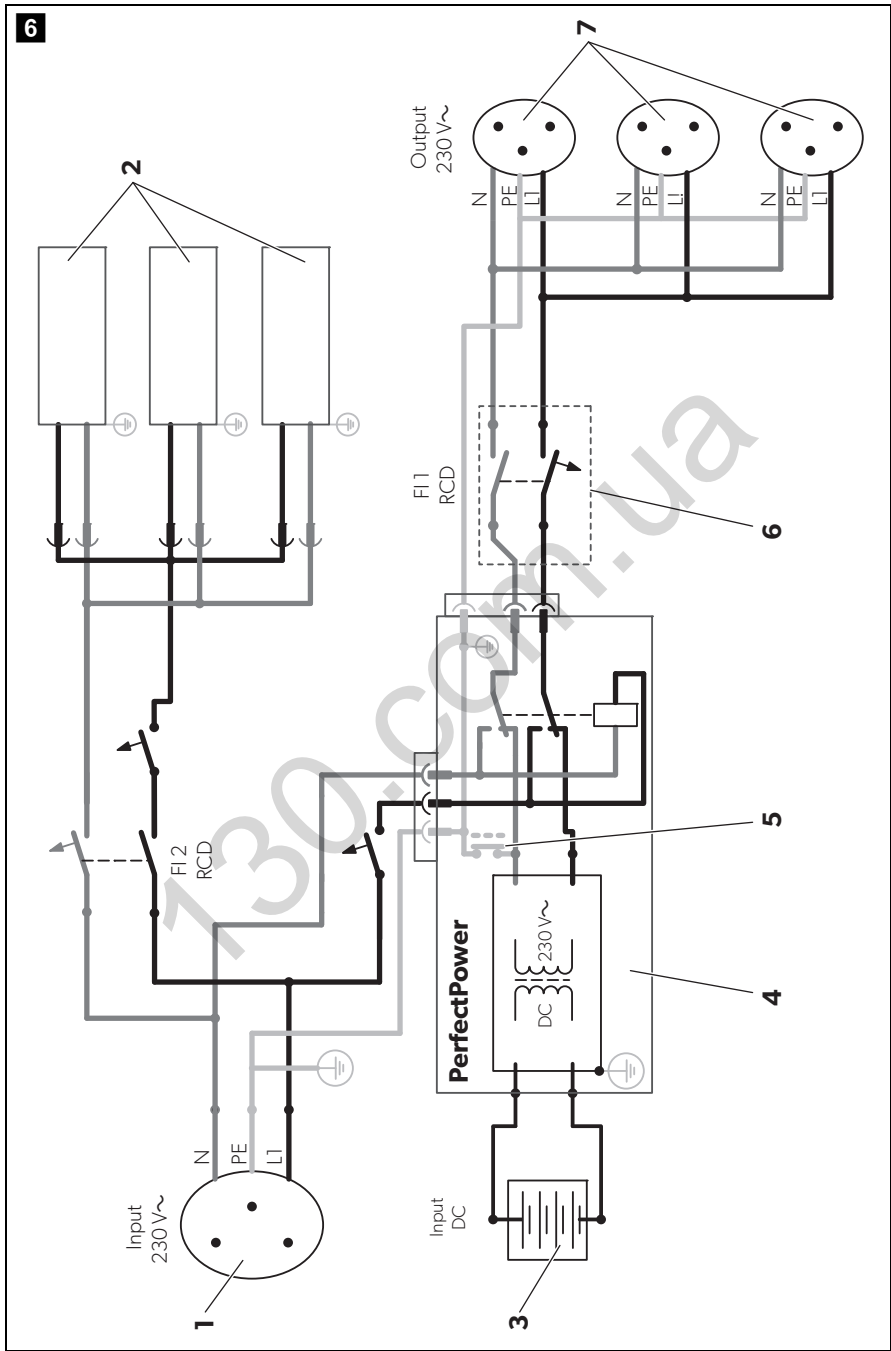 6
Input
230 V~
N
PE
L1
1
2
FI 2
RCD
Input
DC
3
PerfectPower
DC
230 V~
4
5
FI 1
RCD
6
Output
230 V~
N
PE
L1
N
PE
L!
N
PE
L1
7
130.com.ua